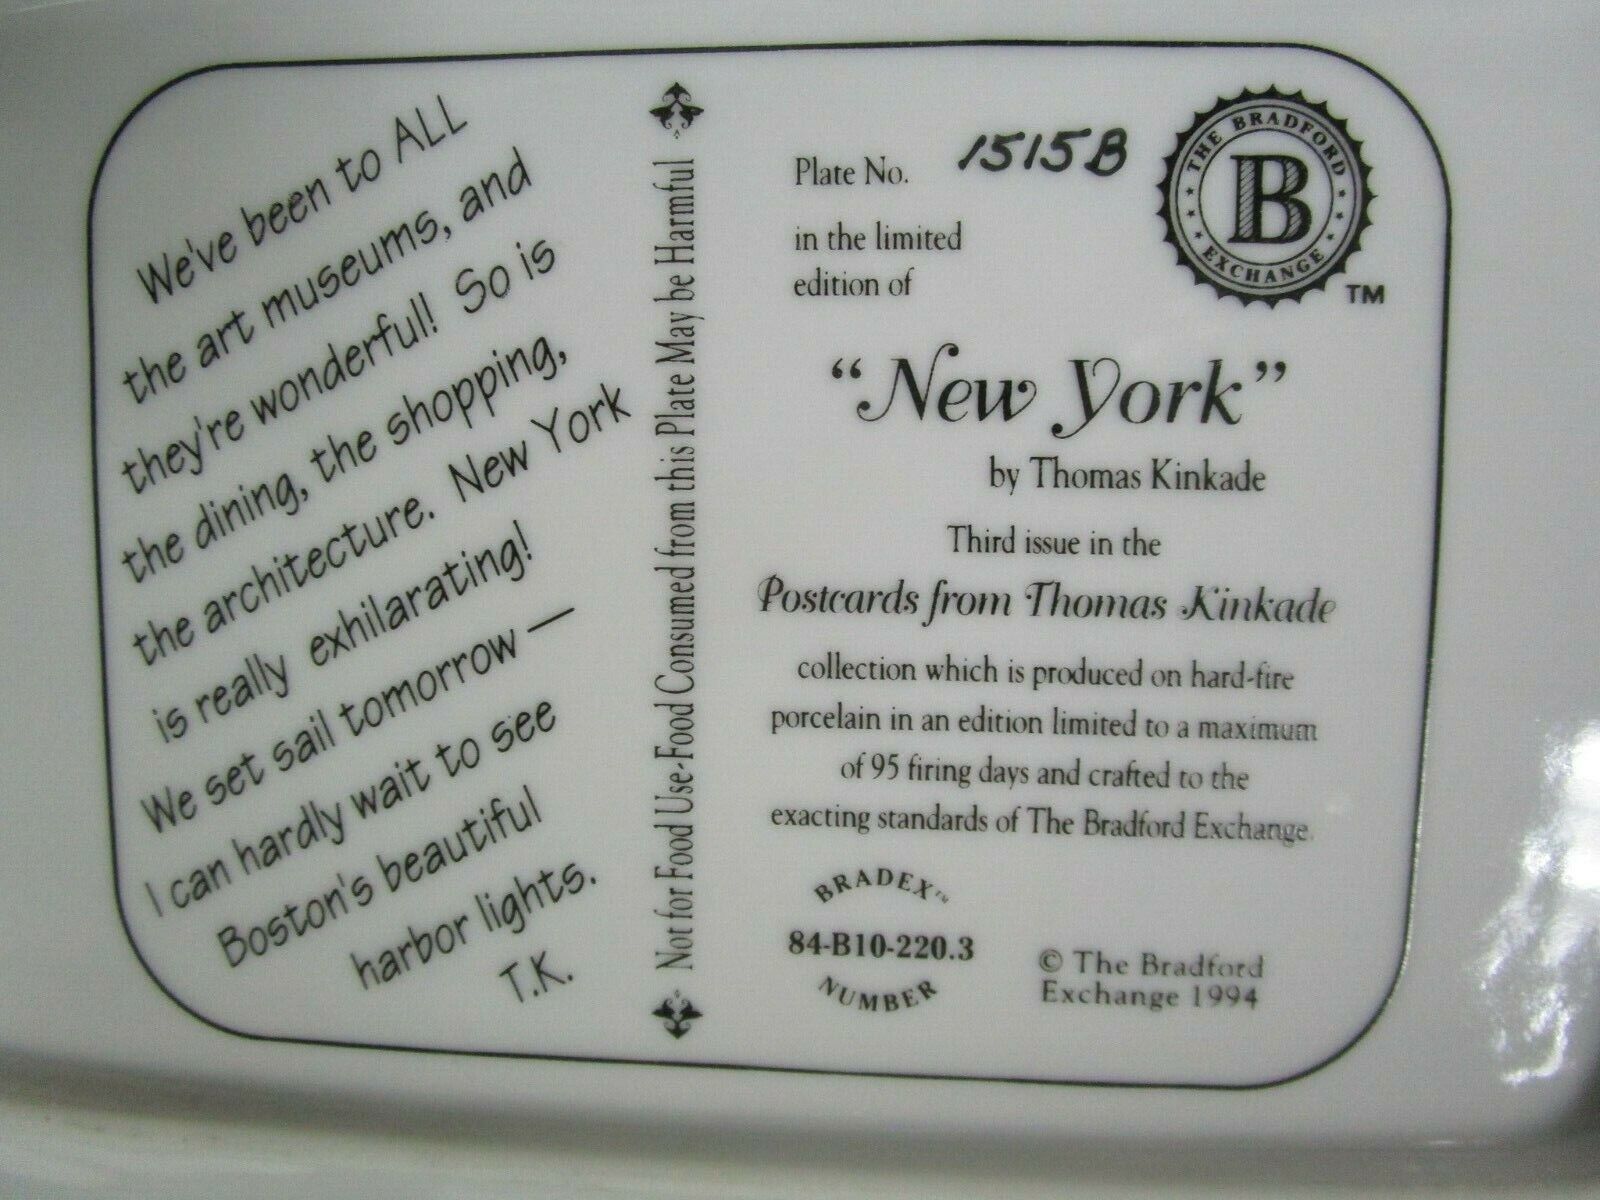 We've been to ALL
the art museums, and
they're wonderful! So is
the dining, the shopping,
the architecture. New York
is really exhilarating!
We set sail tomorrow —
I can hardly wait to see
Boston's beautiful
harbor lights.
T.K.
Not for Food Use-Food Consumed from this Plate May be Harmful
Plate No. 1515B
in the limited
edition of
THE BRADFORD
B
EXCHANGE
TM
“New York”
by Thomas Kinkade
Third issue in the
Postcards from Thomas Kinkade
collection which is produced on hard-fire
porcelain in an edition limited to a maximum
of 95 firing days and crafted to the
exacting standards of The Bradford Exchange.
BRADEX™
84-B10-220.3
NUMBER
© The Bradford
Exchange 1994